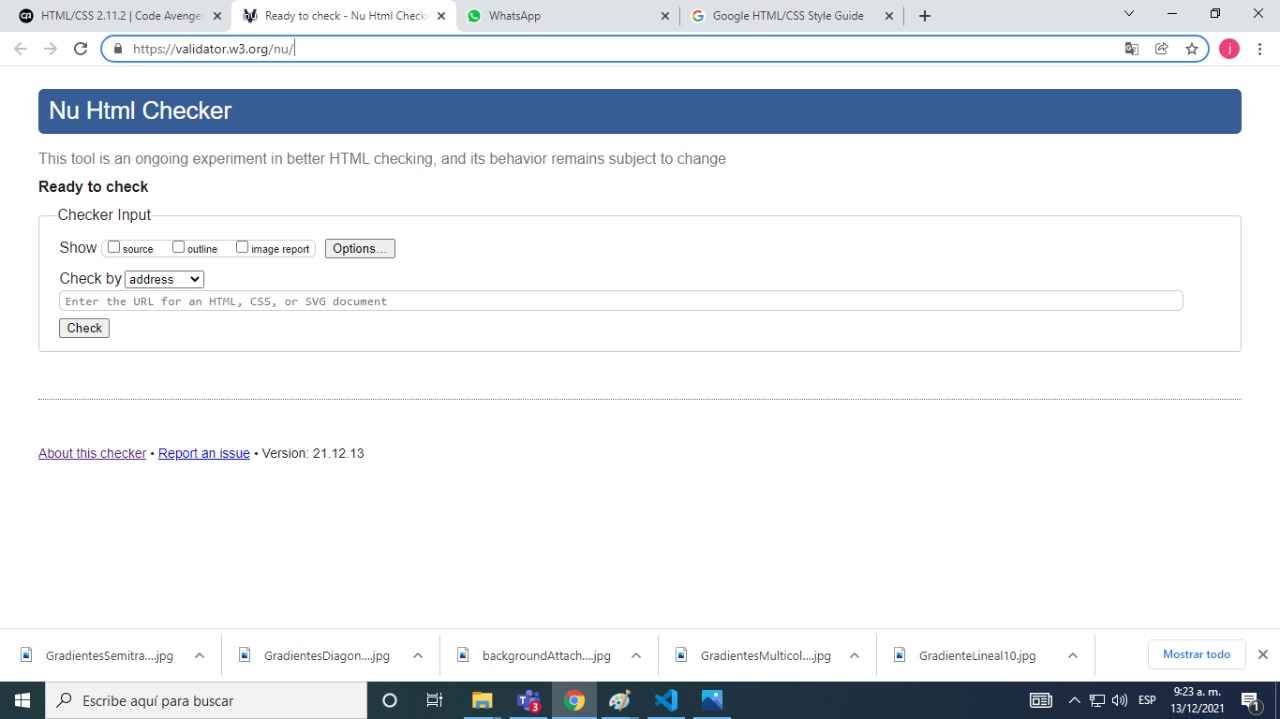 HTML/CSS 2.11.2 | Code Avenger
Ready to check - Nu Html Checke
WhatsApp
Google HTML/CSS Style Guide
https://validator.w3.org/nu/
j
Nu Html Checker
This tool is an ongoing experiment in better HTML checking, and its behavior remains subject to change
Ready to check
Checker Input
Show source outline image report Options...
Check by address
Enter the URL for an HTML, CSS, or SVG document
Check
About this checker • Report an issue • Version: 21.12.13
GradientesSemitra....jpg
GradientesDiagon....jpg
backgroundAttach....jpg
GradientesMulticol....jpg
GradienteLineal10.jpg
Mostrar todo
Escribe aquí para buscar
3
ESP
9:23 a. m.
13/12/2021
1